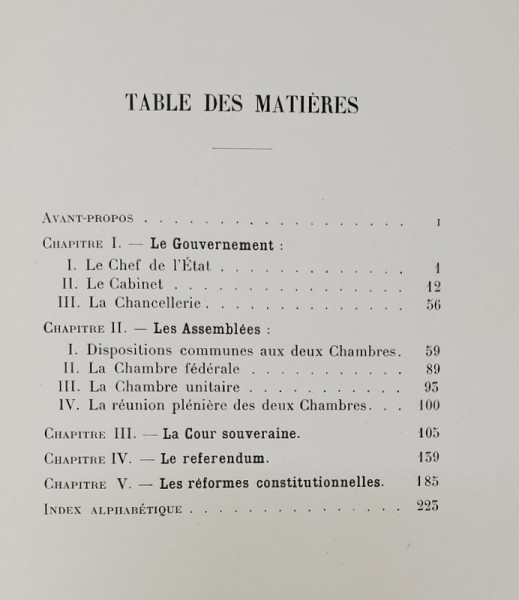 TABLE DES MATIÈRES
AVANT-PROPOS . . . . . . . . . . . . . . . . . I
CHAPITRE I. — Le Gouvernement :
I. Le Chef de l'État . . . . . . . . . . . . 1
II. Le Cabinet . . . . . . . . . . . . . . 12
III. La Chancellerie . . . . . . . . . . . . . 56
CHAPITRE II. — Les Assemblées :
I. Dispositions communes aux deux Chambres. 59
II. La Chambre fédérale . . . . . . . . . . 89
III. La Chambre unitaire . . . . . . . . . . 95
IV. La réunion plénière des deux Chambres. . . 100
CHAPITRE III. — La Cour souveraine. 105
CHAPITRE IV. — Le referendum. 139
CHAPITRE V. — Les réformes constitutionnelles. 185
INDEX ALPHABÉTIQUE . . . . . . . . . . . . . . 223